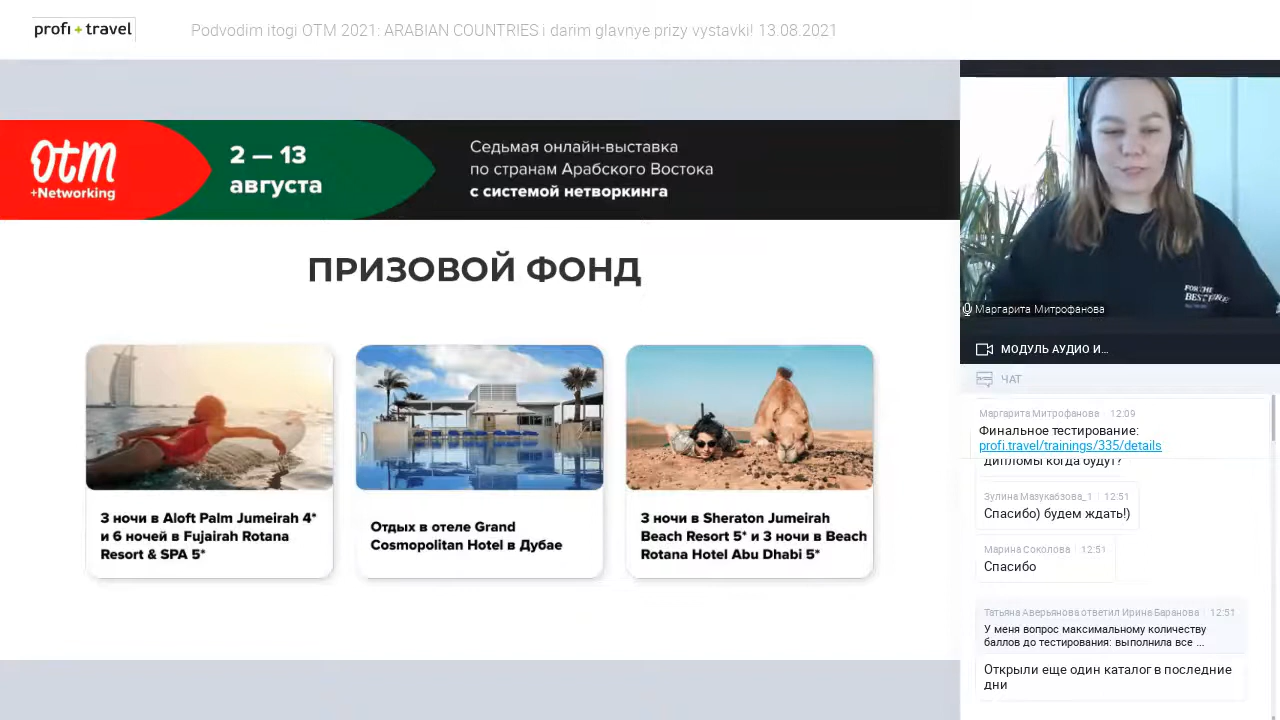 profi + travel
Podvodim itogi OTM 2021: ARABIAN COUNTRIES i darim glavnye prizy vystavki! 13.08.2021
Otm
+Networking
2 — 13
августа
Седьмая онлайн-выставка
по странам Арабского Востока
с системой нетворкинга
ПРИЗОВОЙ ФОНД
3 ночи в Aloft Palm Jumeirah 4*
и 6 ночей в Fujairah Rotana
Resort & SPA 5*
Отдых в отеле Grand
Cosmopolitan Hotel в Дубае
3 ночи в Sheraton Jumeirah
Beach Resort 5* и 3 ночи в Beach
Rotana Hotel Abu Dhabi 5*
FOR THE
Маргарита Митрофанова
МОДУЛЬ АУДИО И...
ЧАТ
Маргарита Митрофанова 12:09
Финальное тестирование:
profi.travel/trainings/335/details
дипломы когда будут?
Зулина Мазукабзова_1 12:51
Спасибо) будем ждать!)
Марина Соколова 12:51
Спасибо
Татьяна Аверьянова ответил Ирина Баранова 12:51
У меня вопрос максимальному количеству
баллов до тестирования: выполнила все ...
Открыли еще один каталог в последние
дни